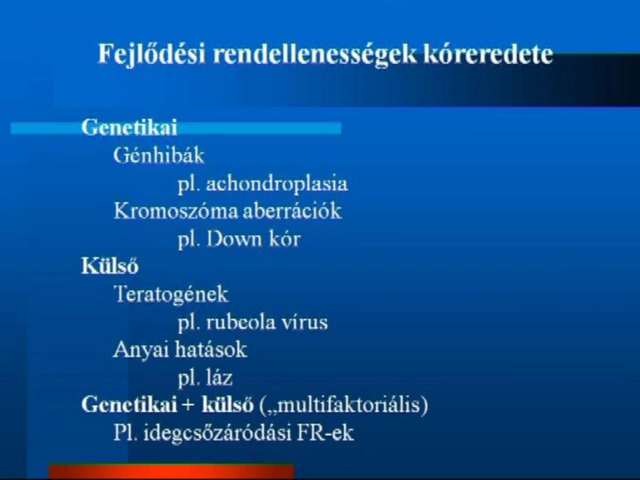 Fejlődési rendellenességek kóreredete
Genetikai
Génhibák
pl. achondroplasia
Kromoszóma aberrációk
pl. Down kór
Külső
Teratogének
pl. rubeola vírus
Anyai hatások
pl. láz
Genetikai + külső („multifaktoriális)
Pl. idegcsőzáródási FR-ek